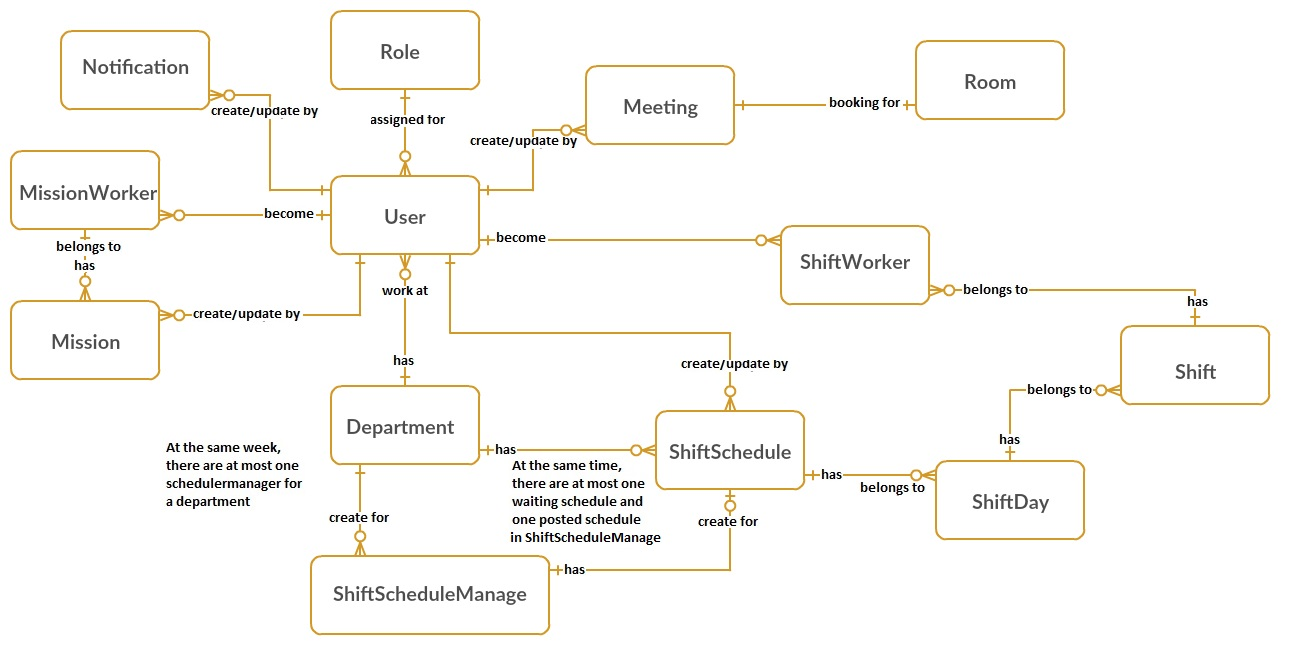 Role
Notification
Room
Meeting
booking for
create/update by
assigned for
create/update by
MissionWorker
User
become
become
belongs to
has
ShiftWorker
work at
belongs to
has
create/update by
Mission
has
create/update by
Shift
belongs to
Department
has
ShiftSchedule
has
has
belongs to
ShiftDay
At the same week,
there are at most one
schedulermanager for
a department
At the same time,
there are at most one
waiting schedule and
one posted schedule
in ShiftScheduleManage
create for
create for
has
ShiftScheduleManage